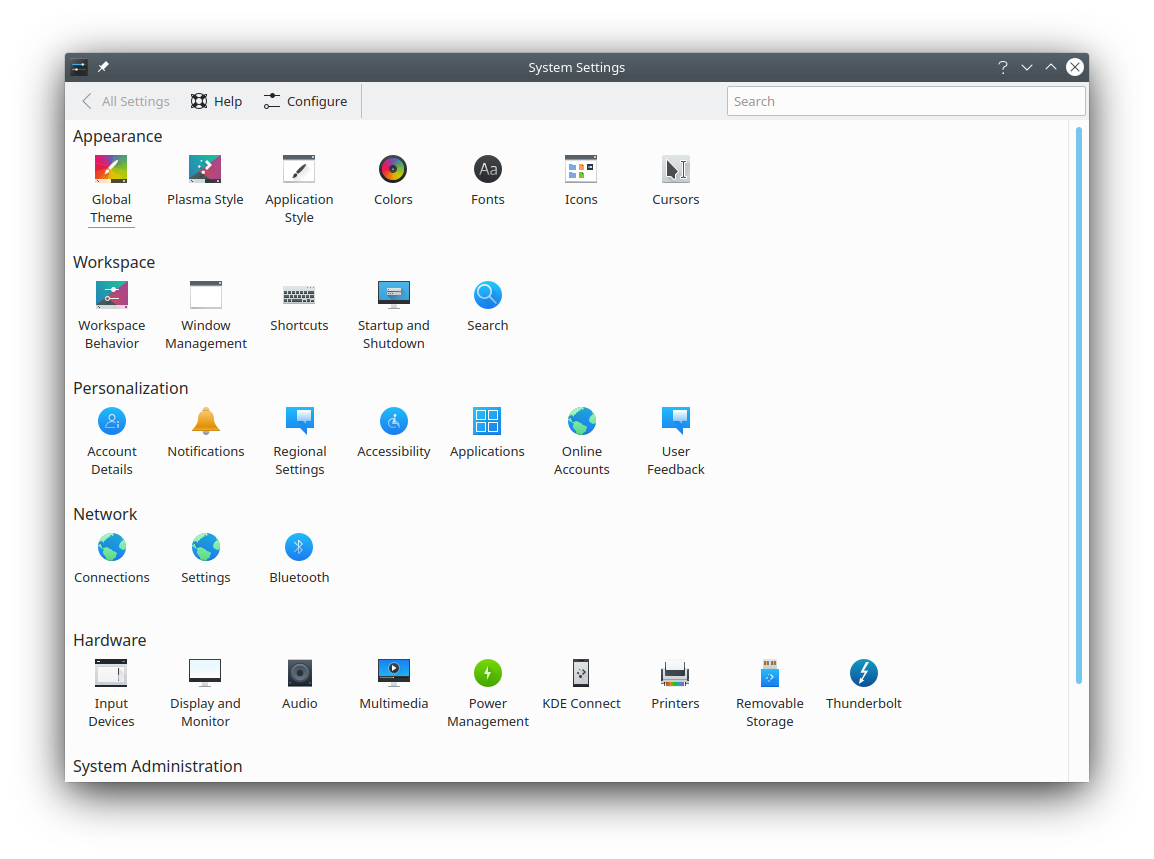 System Settings
?
All Settings Help Configure Search
Appearance
Global Plasma Style Application Colors Fonts Icons Cursors
Theme Style
Aa
Workspace
Workspace Window Shortcuts Startup and Search
Behavior Management Shutdown
Personalization
Account Notifications Regional Accessibility Applications Online User
Details Settings Accounts Feedback
Network
Connections Settings Bluetooth
Hardware
Input Display and Audio Multimedia Power KDE Connect Printers Removable Thunderbolt
Devices Monitor Management Storage
System Administration